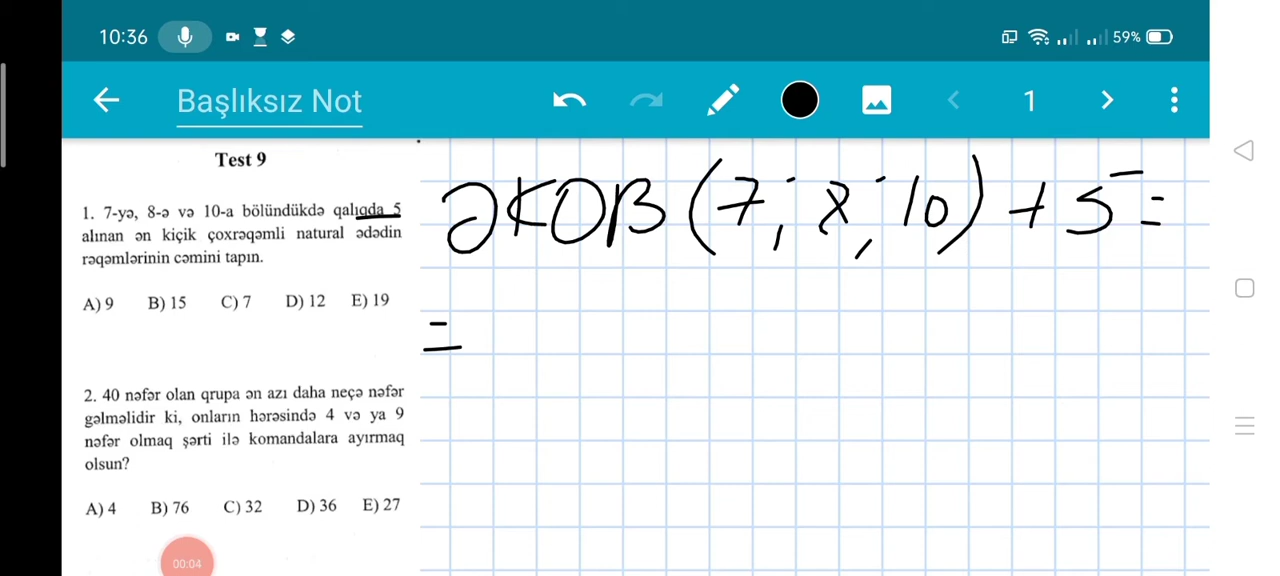 10:36
59%
Başlıksız Not
1
Test 9
1. 7-yə, 8-ə və 10-a bölündükdə qalıqda 5
alınan ən kiçik çoxrəqəmli natural ədədin
rəqəmlərinin cəmini tapın.
A) 9 B) 15 C) 7 D) 12 E) 19
2. 40 nəfər olan qrupa ən azı daha neçə nəfər
gəlməlidir ki, onların hərəsində 4 və ya 9
nəfər olmaq şərti ilə komandalara ayırmaq
olsun?
A) 4 B) 76 C) 32 D) 36 E) 27
ƏKOB (7; 8; 10) + 5 =
=
00:04